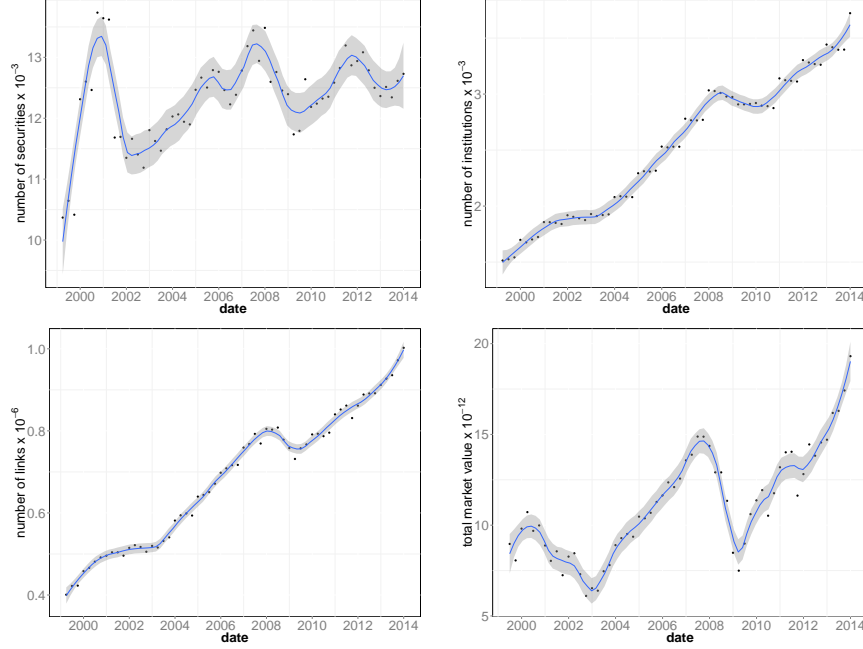 number of securities x 10⁻³
13
12
11
10
2000 2002 2004 2006 2008 2010 2012 2014
date
number of institutions x 10⁻³
3
2
2000 2002 2004 2006 2008 2010 2012 2014
date
number of links x 10⁻⁶
1.0
0.8
0.6
0.4
2000 2002 2004 2006 2008 2010 2012 2014
date
total market value x 10⁻¹²
20
15
10
5
2000 2002 2004 2006 2008 2010 2012 2014
date